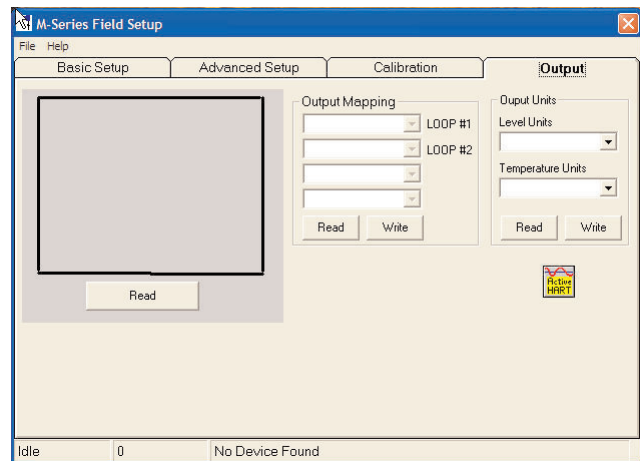 M-Series Field Setup
File Help
Basic Setup Advanced Setup Calibration Output
Output Mapping
LOOP #1
LOOP #2
Read Write
Ouput Units
Level Units
Temperature Units
Read Write
Read
Active
HART
Idle 0 No Device Found